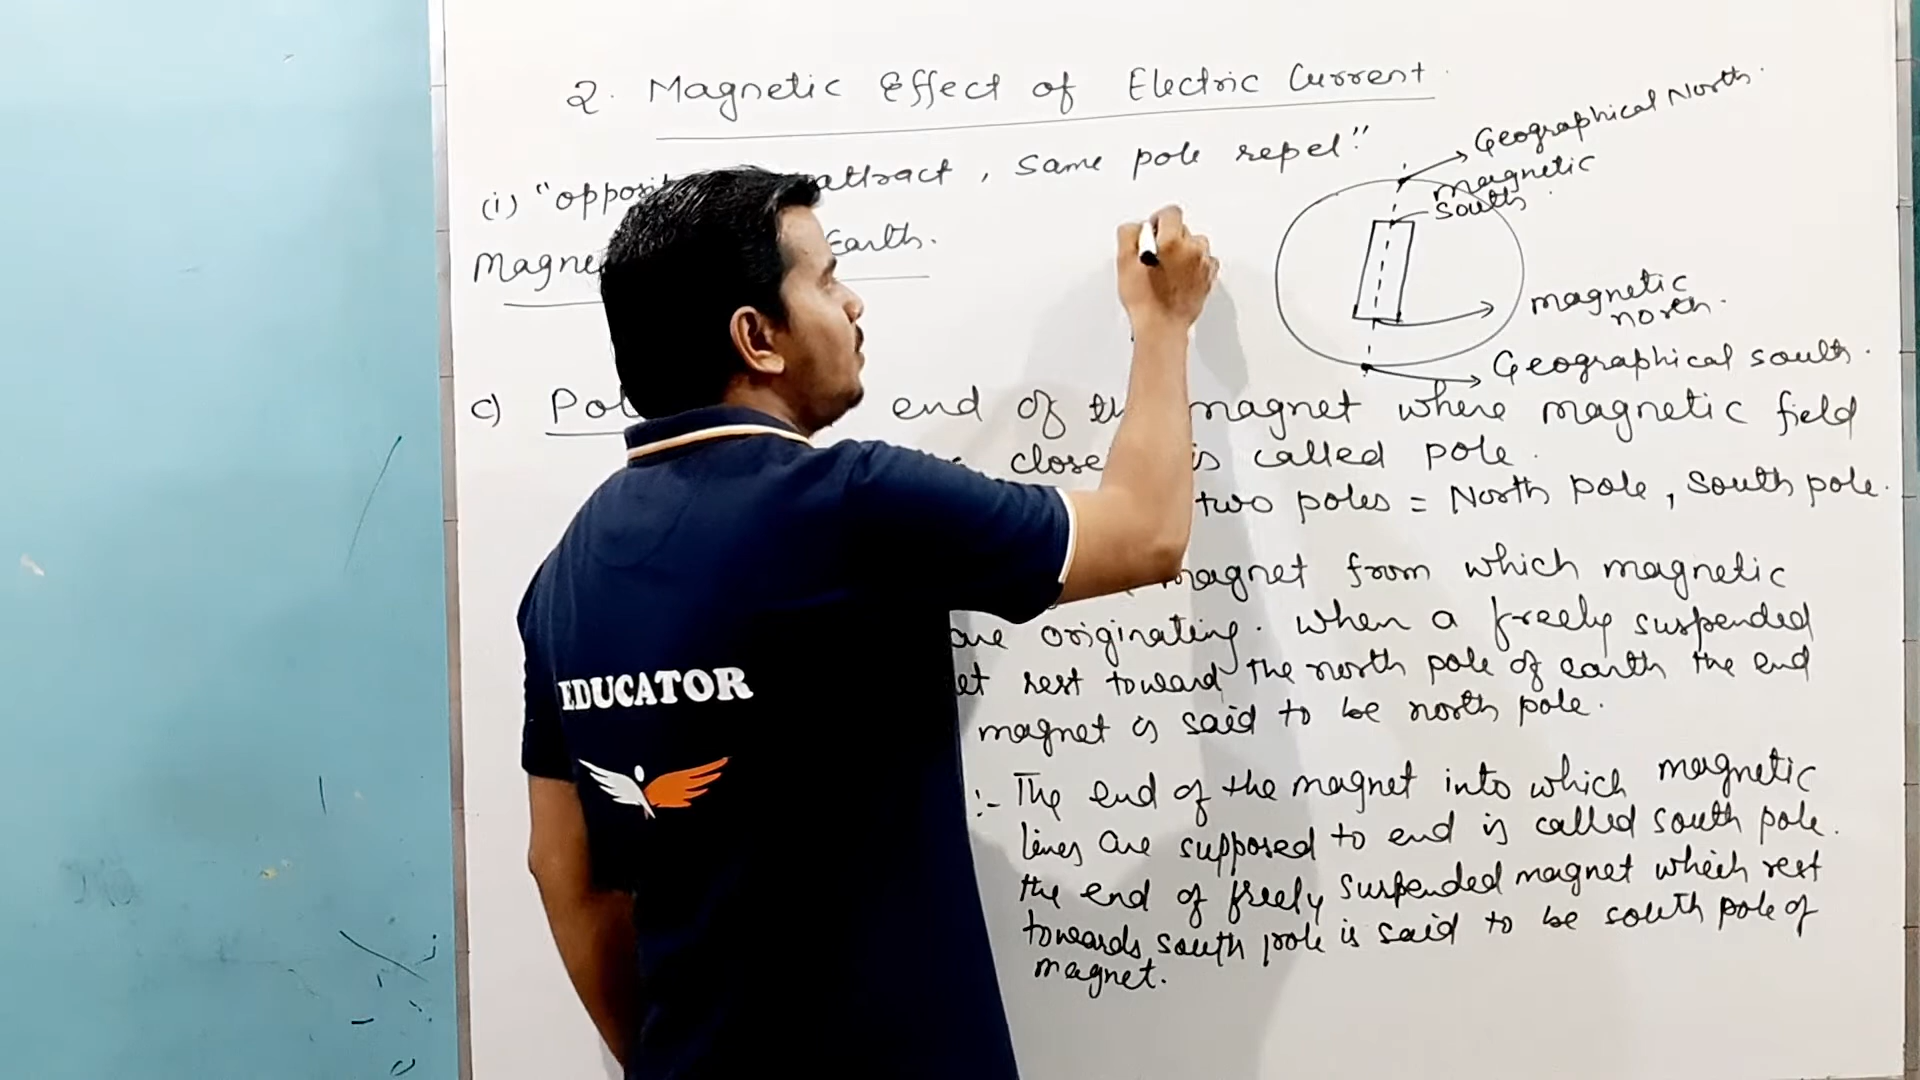 2. Magnetic Effect of Electric Current.
(i) "opposit attract, same pole repel"
Magne Earth.
Geographical North.
magnetic
south.
magnetic
north.
Geographical south.
c) Pol end of magnet where magnetic field
close is called pole.
two poles = North pole, South pole.
magnet from which magnetic
are originating. When a freely suspended
et rest toward the north pole of earth the end
magnet is said to be north pole.
:- The end of the magnet into which magnetic
lines are supposed to end is called south pole.
the end of freely suspended magnet which rest
towards south pole is said to be south pole of
magnet.
EDUCATOR